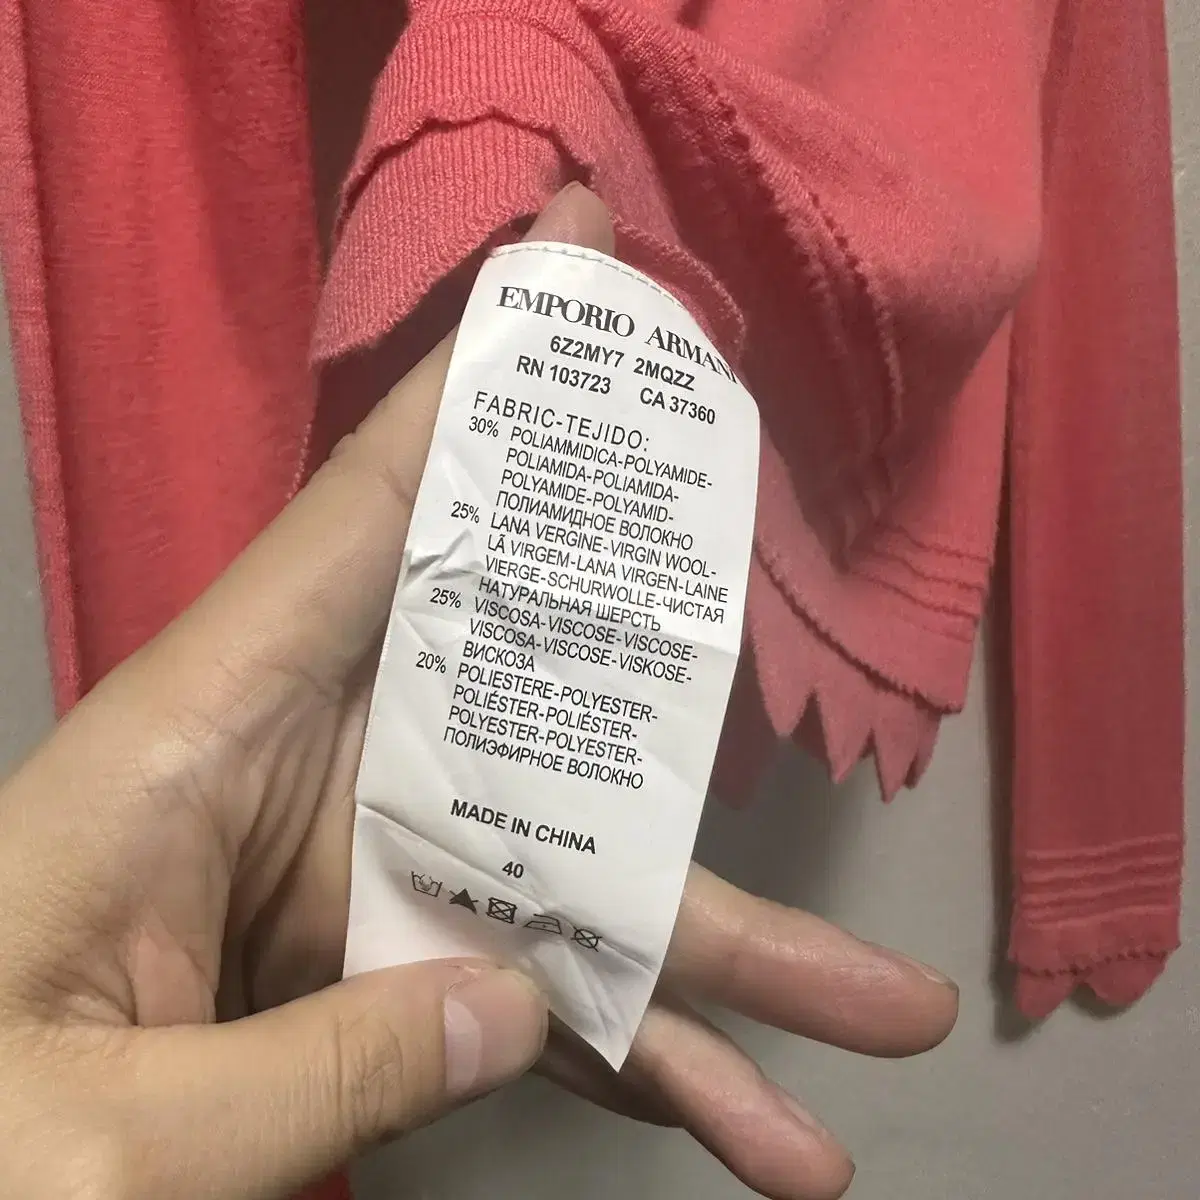 EMPORIO ARMANI
6Z2MY7 2MQZZ
RN 103723 CA 37360
FABRIC-TEJIDO:
30% POLIAMMIDICA-POLYAMIDE-
POLIAMIDA-POLIAMIDA-
POLYAMIDE-POLYAMID-
ПОЛИАМИДНОЕ ВОЛОКНО
25% LANA VERGINE-VIRGIN WOOL-
LÃ VIRGEM-LANA VIRGEN-LAINE
VIERGE-SCHURWOLLE-ЧИСТАЯ
НАТУРАЛЬНАЯ ШЕРСТЬ
25% VISCOSA-VISCOSE-VISCOSE-
VISCOSA-VISCOSE-VISKOSE-
ВИСКОЗА
20% POLIESTERE-POLYESTER-
POLIÉSTER-POLIÉSTER-
POLYESTER-POLYESTER-
ПОЛИЭФИРНОЕ ВОЛОКНО
MADE IN CHINA
40